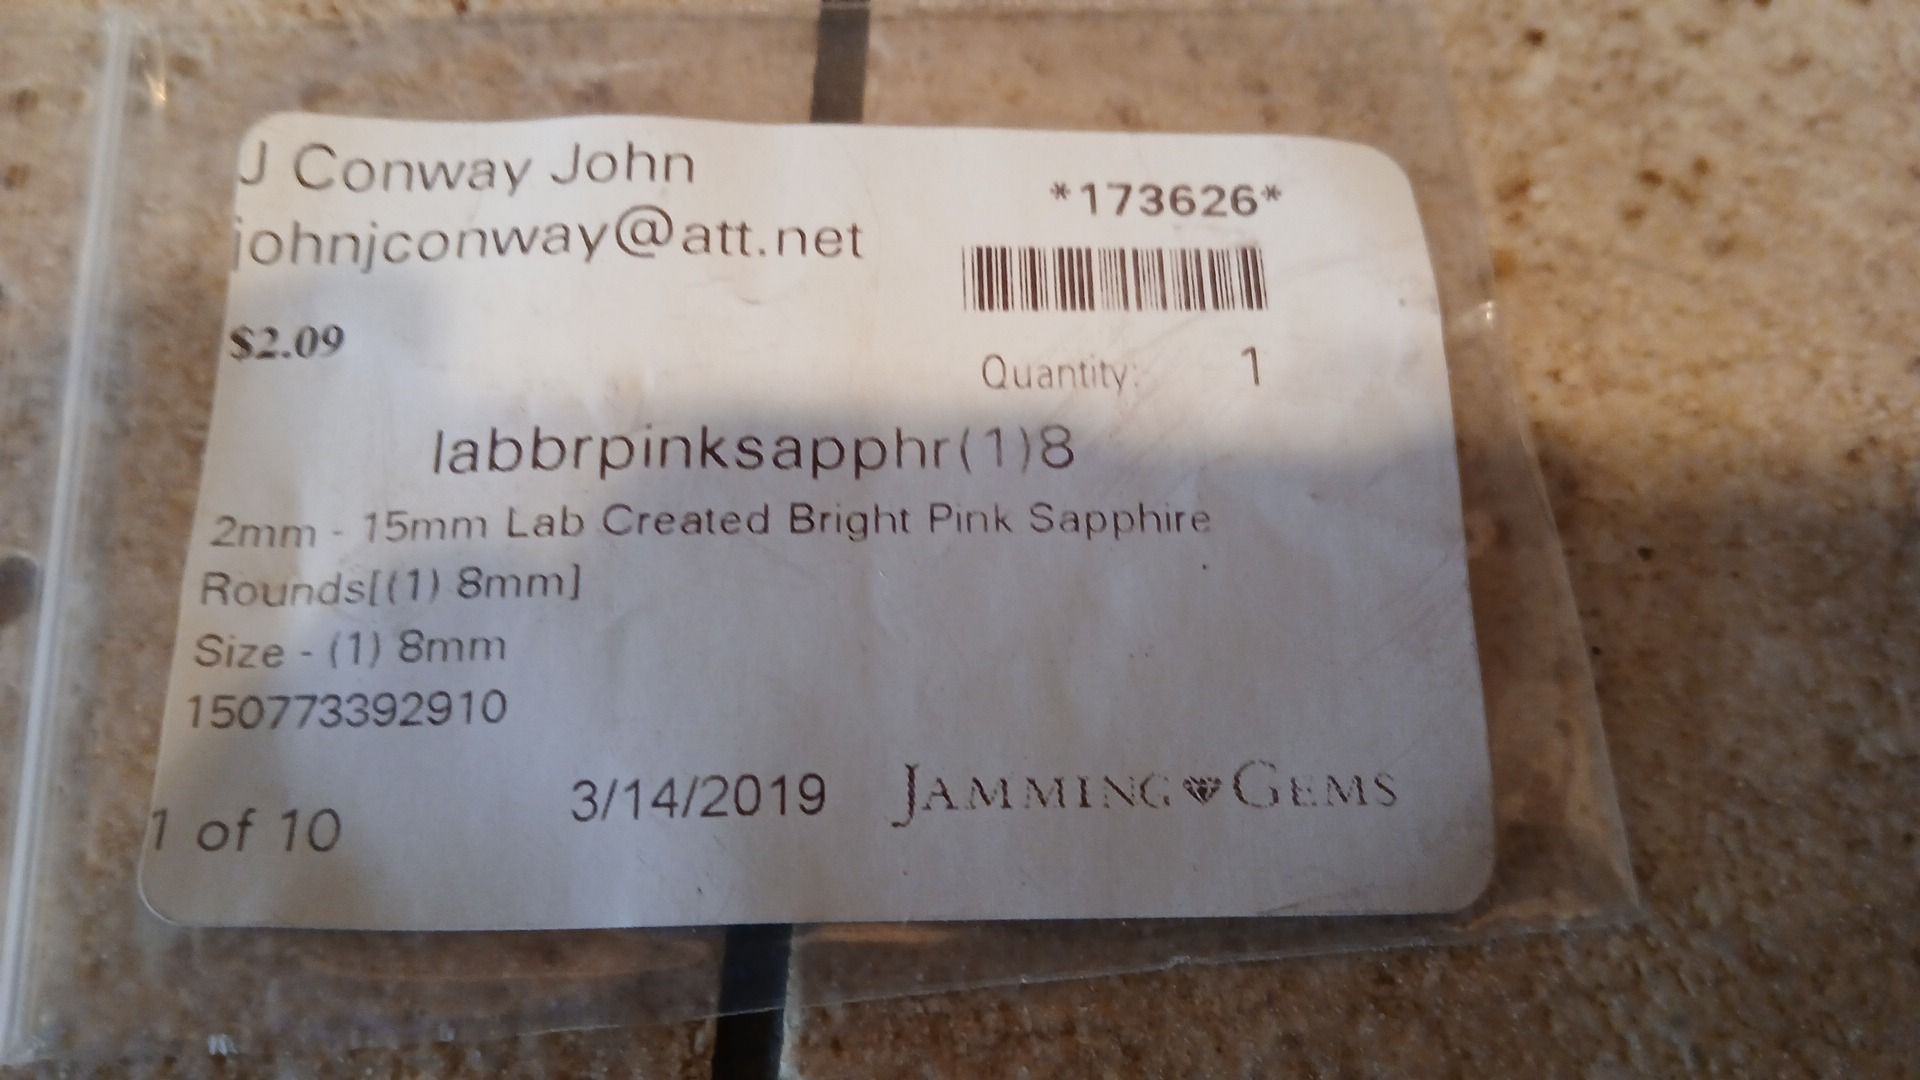 J Conway John
johnjconway@att.net
*173626*
$2.09
Quantity: 1
labbrpinksapphr(1)8
2mm - 15mm Lab Created Bright Pink Sapphire
Rounds[(1) 8mm]
Size - (1) 8mm
150773392910
1 of 10
3/14/2019
JAMMING GEMS